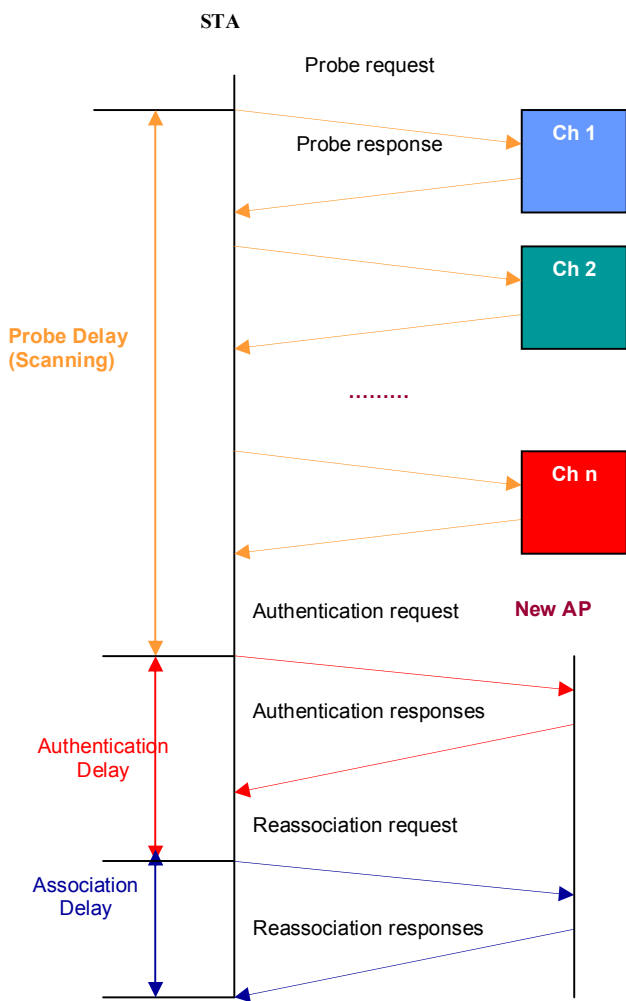 STA
Probe request
Ch 1
Probe response
Ch 2
Probe Delay
(Scanning)
.........
Ch n
Authentication request
New AP
Authentication responses
Authentication
Delay
Reassociation request
Association
Delay
Reassociation responses